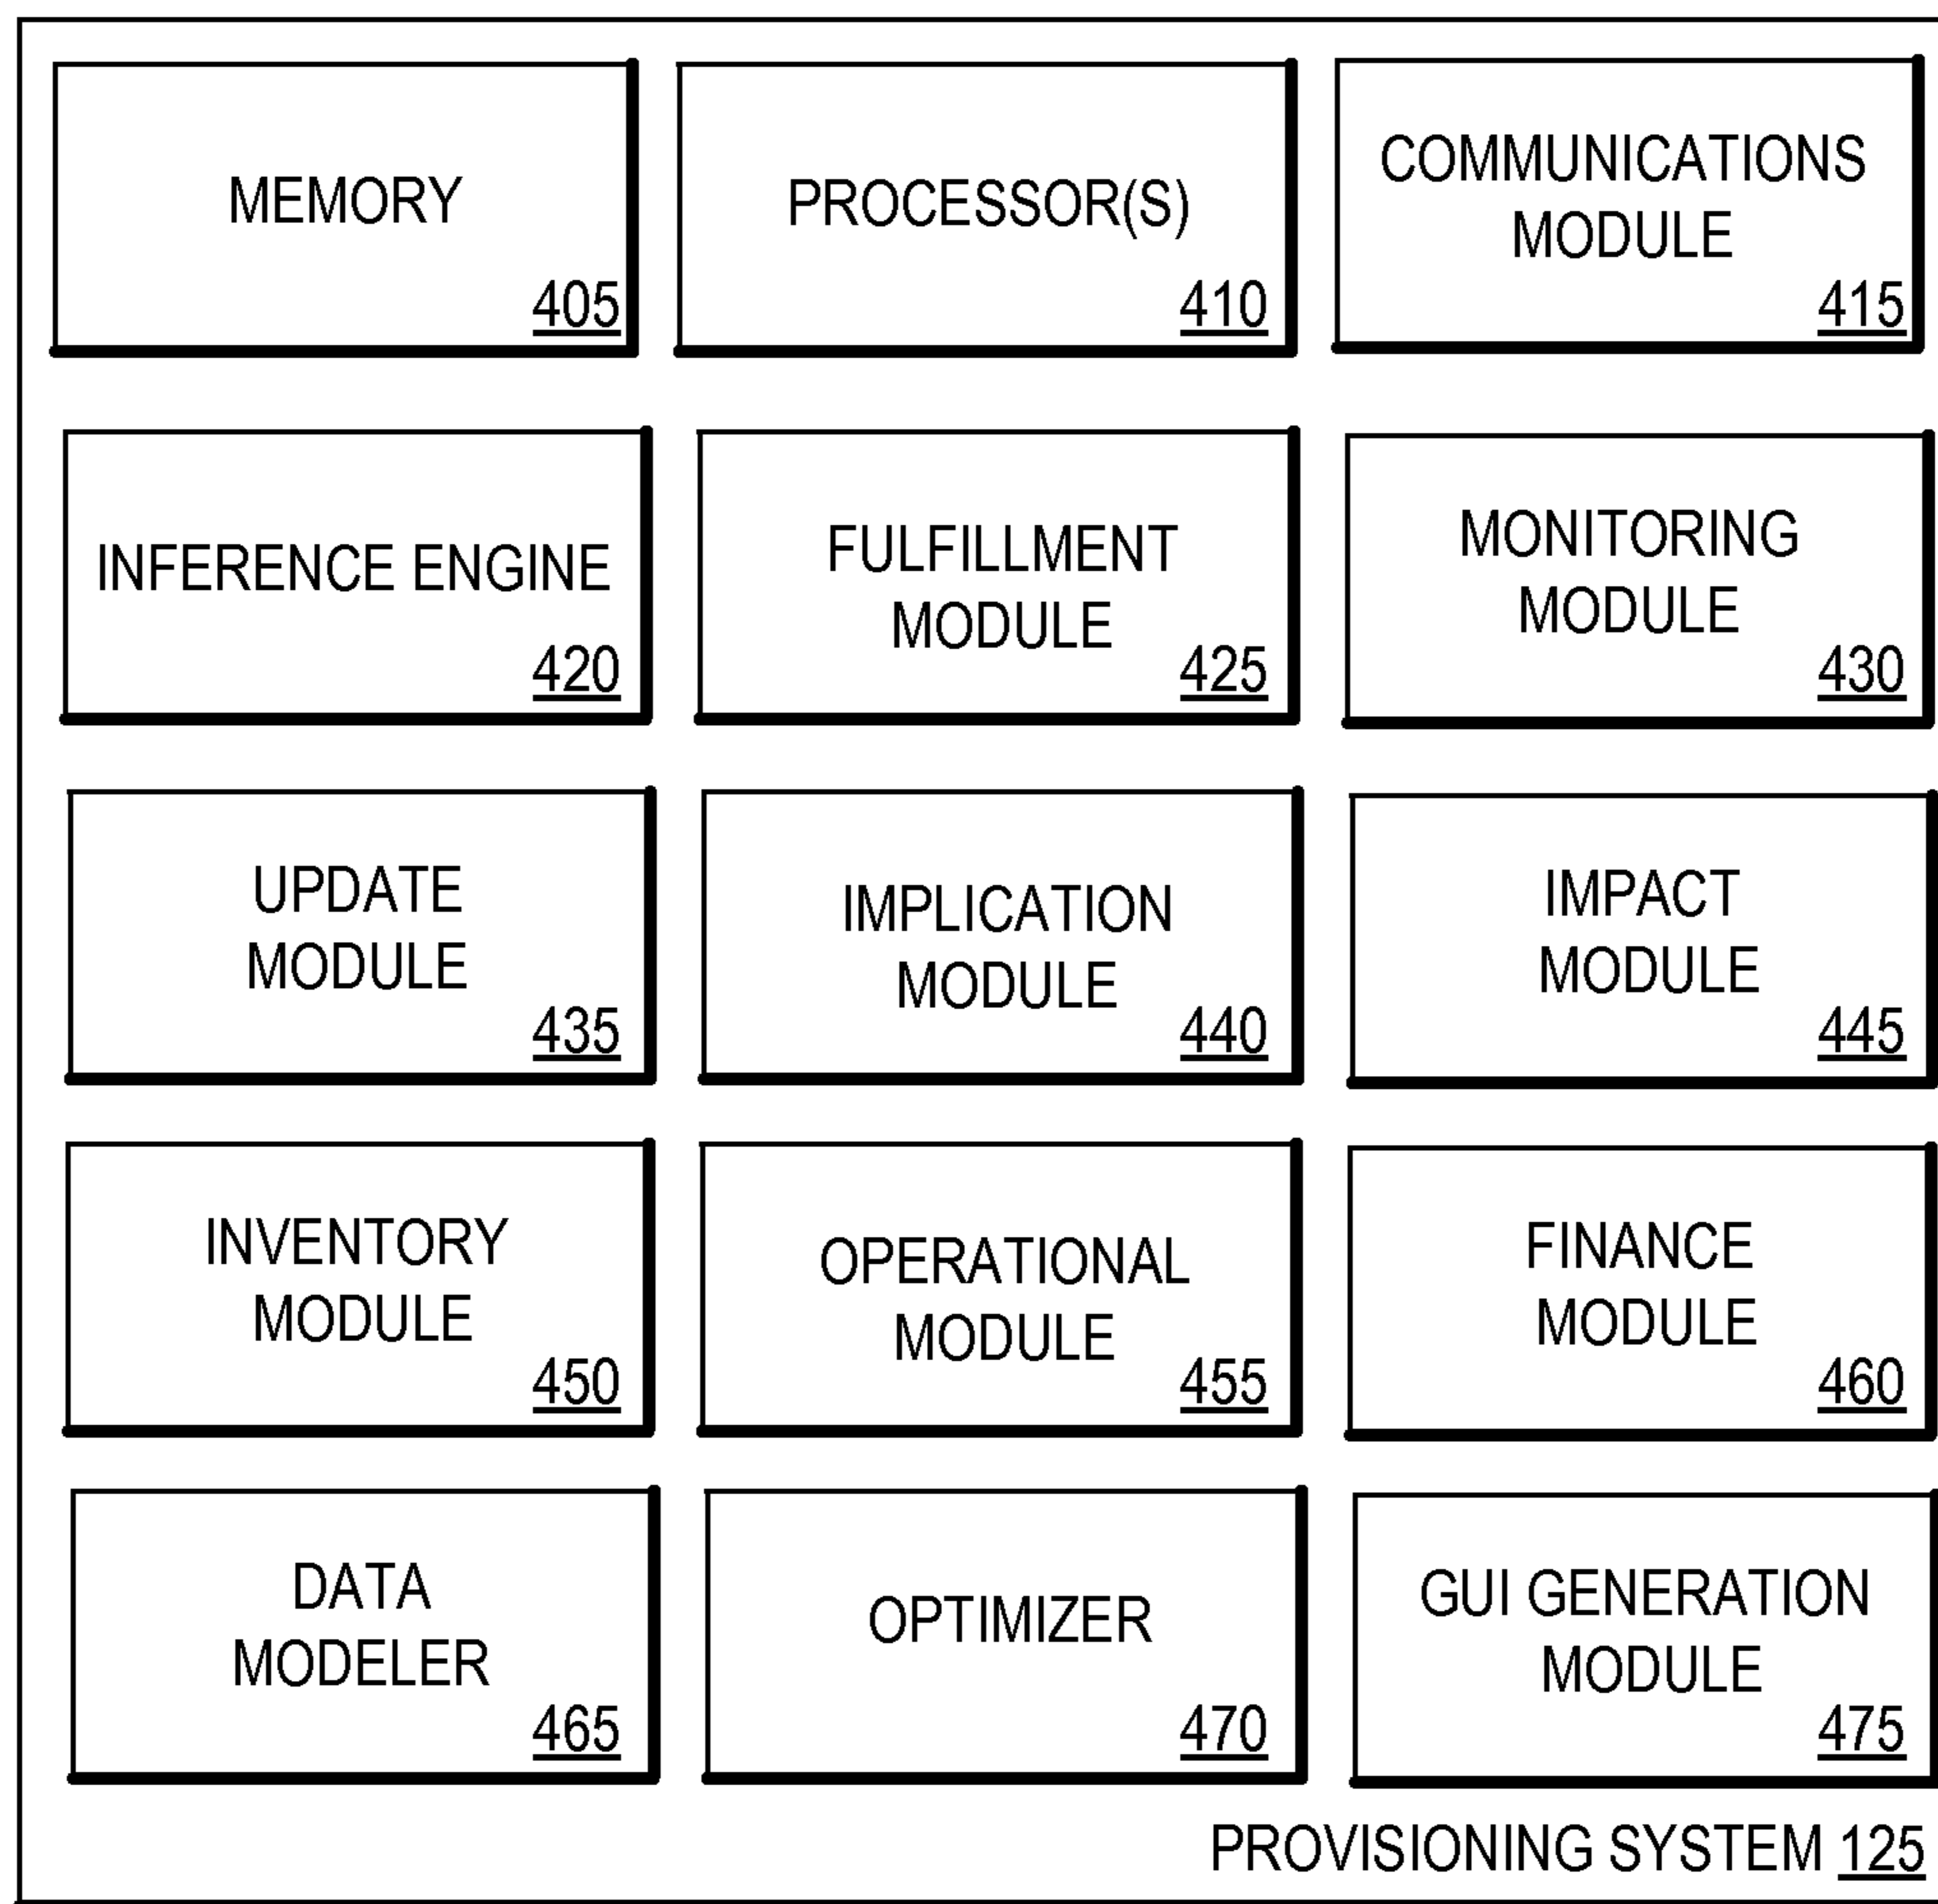 MEMORY
405
PROCESSOR(S)
410
COMMUNICATIONS
MODULE
415
INFERENCE ENGINE
420
FULFILLMENT
MODULE
425
MONITORING
MODULE
430
UPDATE
MODULE
435
IMPLICATION
MODULE
440
IMPACT
MODULE
445
INVENTORY
MODULE
450
OPERATIONAL
MODULE
455
FINANCE
MODULE
460
DATA
MODELER
465
OPTIMIZER
470
GUI GENERATION
MODULE
475
PROVISIONING SYSTEM 125